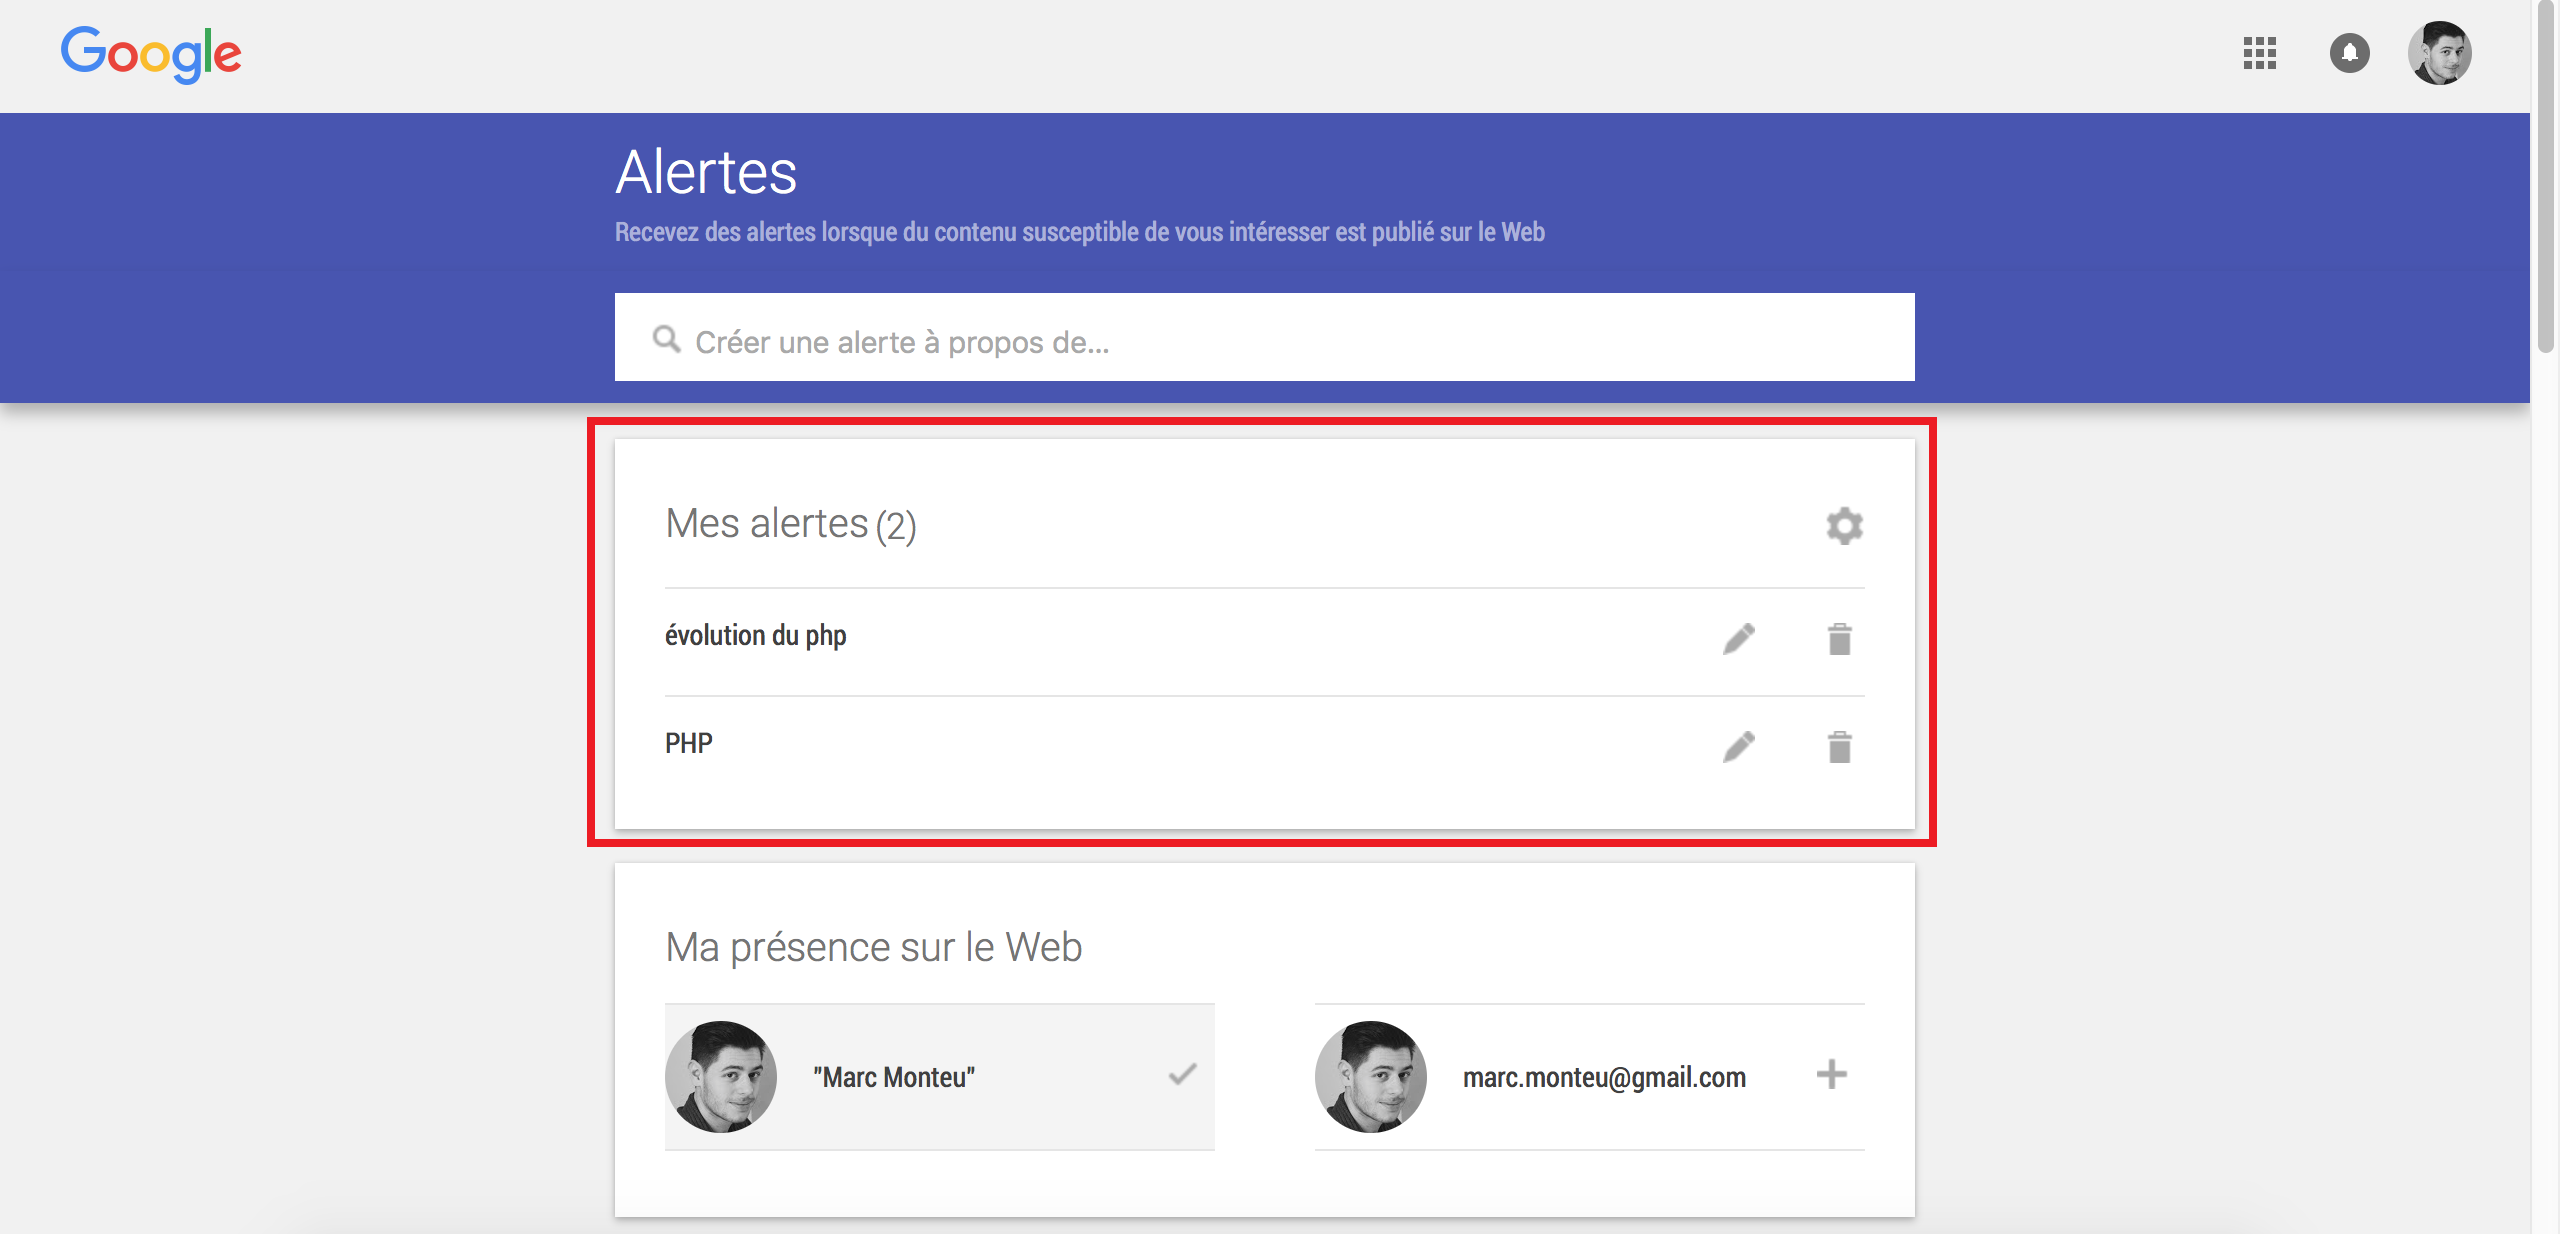 Google
Alertes
Recevez des alertes lorsque du contenu susceptible de vous intéresser est publié sur le Web
Créer une alerte à propos de...
Mes alertes (2)
évolution du php
PHP
Ma présence sur le Web
"Marc Monteu"
marc.monteu@gmail.com